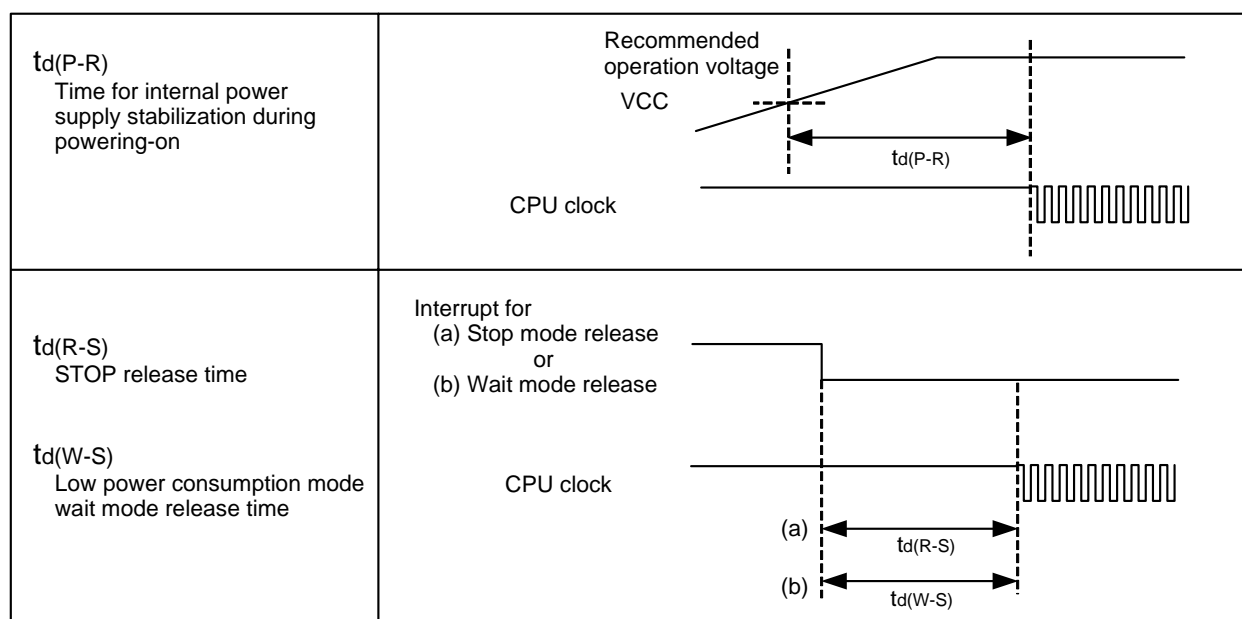 td(P-R)
Time for internal power
supply stabilization during
powering-on
Recommended
operation voltage
VCC
td(P-R)
CPU clock
td(R-S)
STOP release time
td(W-S)
Low power consumption mode
wait mode release time
Interrupt for
(a) Stop mode release
or
(b) Wait mode release
CPU clock
(a)
td(R-S)
(b)
td(W-S)